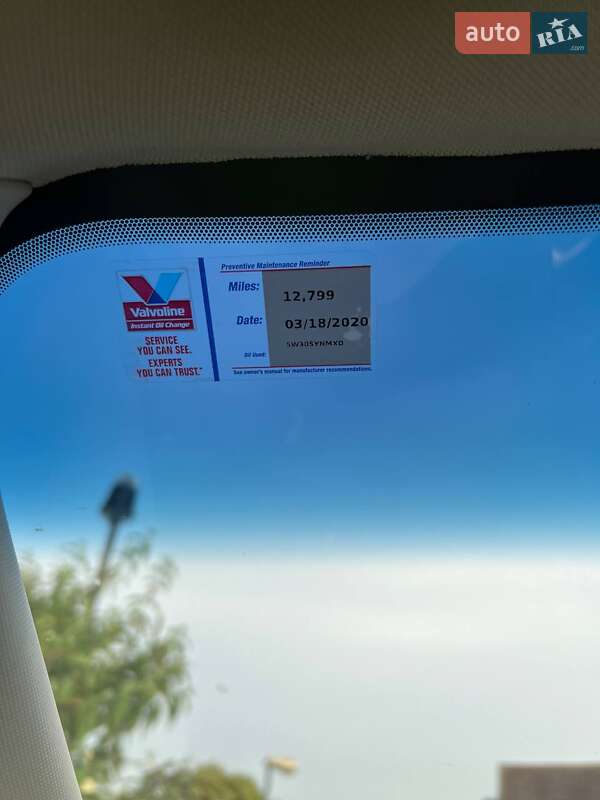 auto RIA
.com
Preventive Maintenance Reminder
Miles: 12,799
Date: 03/18/2020
Oil Used: 5W30SYNMXD
See owner's manual for manufacturer recommendations.
Valvoline
Instant Oil Change
SERVICE
YOU CAN SEE.
EXPERTS
YOU CAN TRUST.™